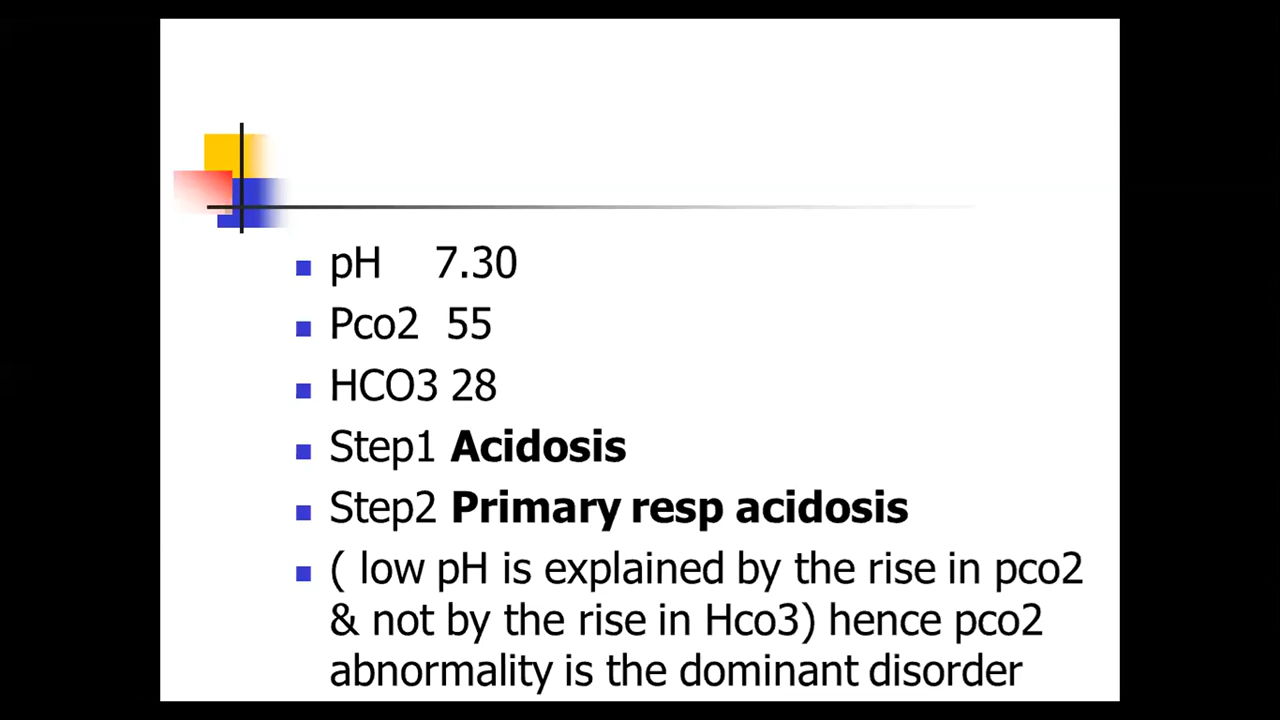 pH 7.30
Pco2 55
HCO3 28
Step1 Acidosis
Step2 Primary resp acidosis
( low pH is explained by the rise in pco2
& not by the rise in Hco3) hence pco2
abnormality is the dominant disorder